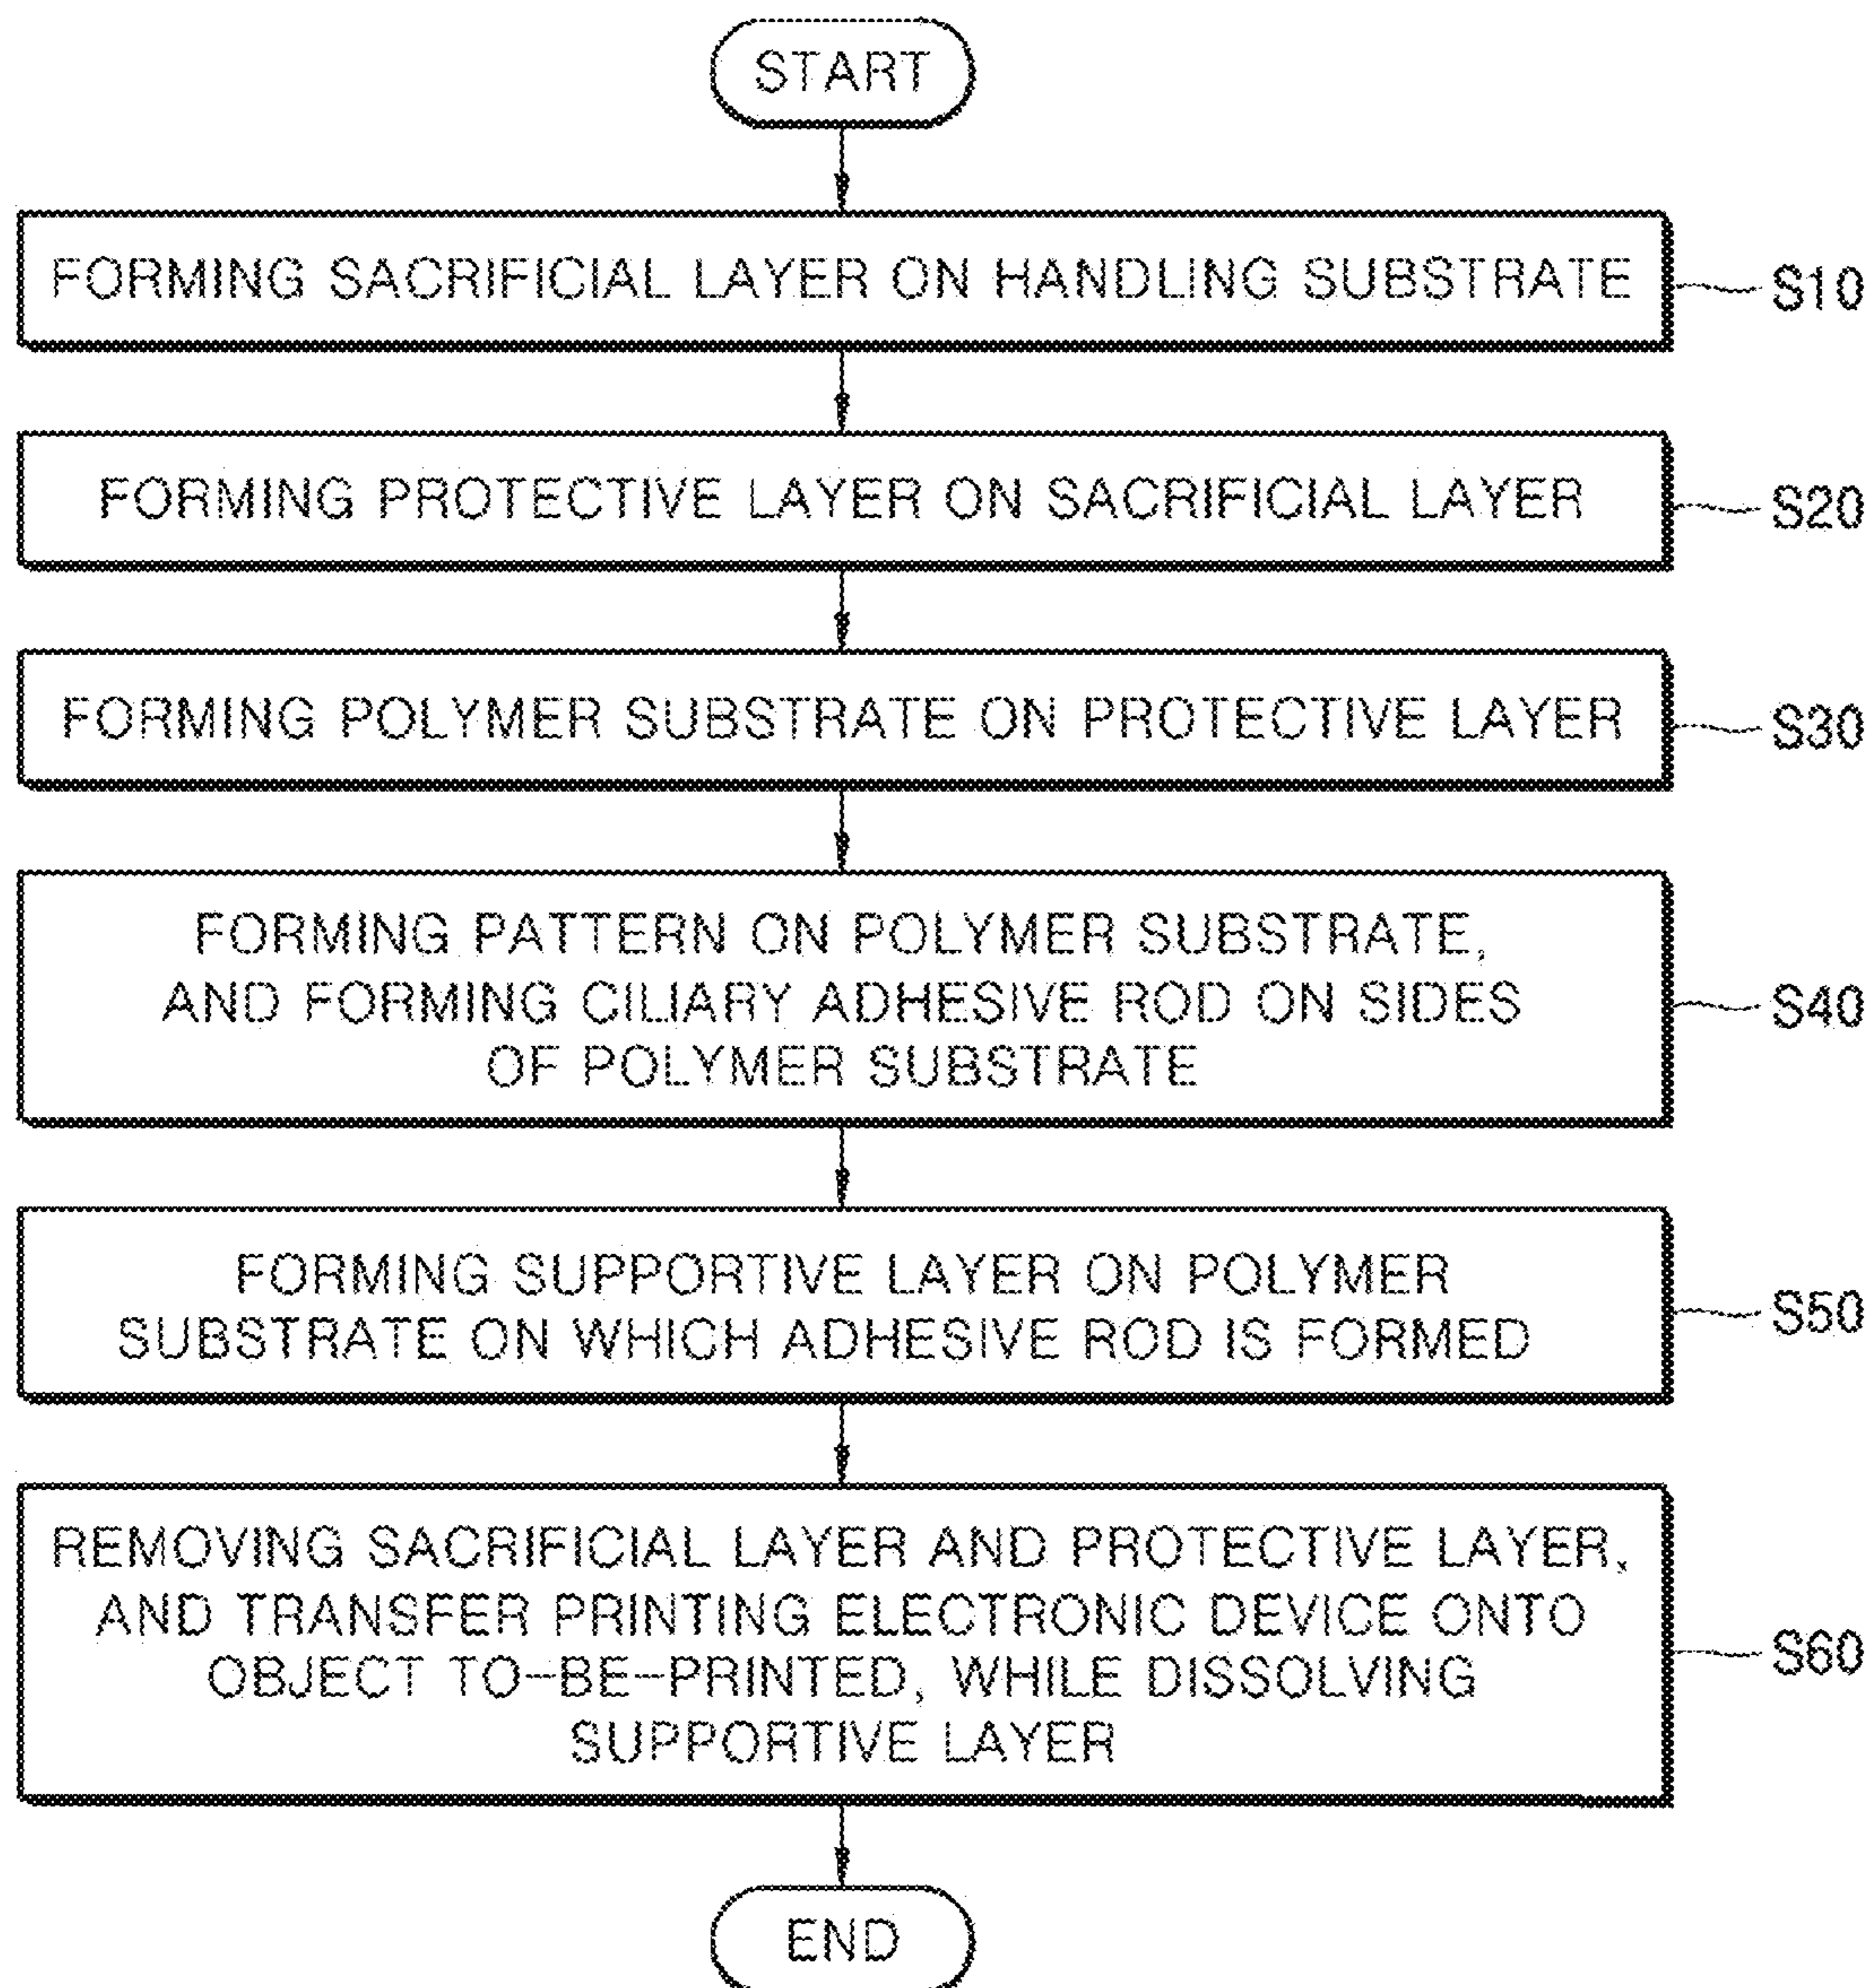 START
FORMING SACRIFICIAL LAYER ON HANDLING SUBSTRATE
S10
FORMING PROTECTIVE LAYER ON SACRIFICIAL LAYER
S20
FORMING POLYMER SUBSTRATE ON PROTECTIVE LAYER
S30
FORMING PATTERN ON POLYMER SUBSTRATE,
AND FORMING CILIARY ADHESIVE ROD ON SIDES
OF POLYMER SUBSTRATE
S40
FORMING SUPPORTIVE LAYER ON POLYMER
SUBSTRATE ON WHICH ADHESIVE ROD IS FORMED
S50
REMOVING SACRIFICIAL LAYER AND PROTECTIVE LAYER,
AND TRANSFER PRINTING ELECTRONIC DEVICE ONTO
OBJECT TO-BE-PRINTED, WHILE DISSOLVING
SUPPORTIVE LAYER
S60
END